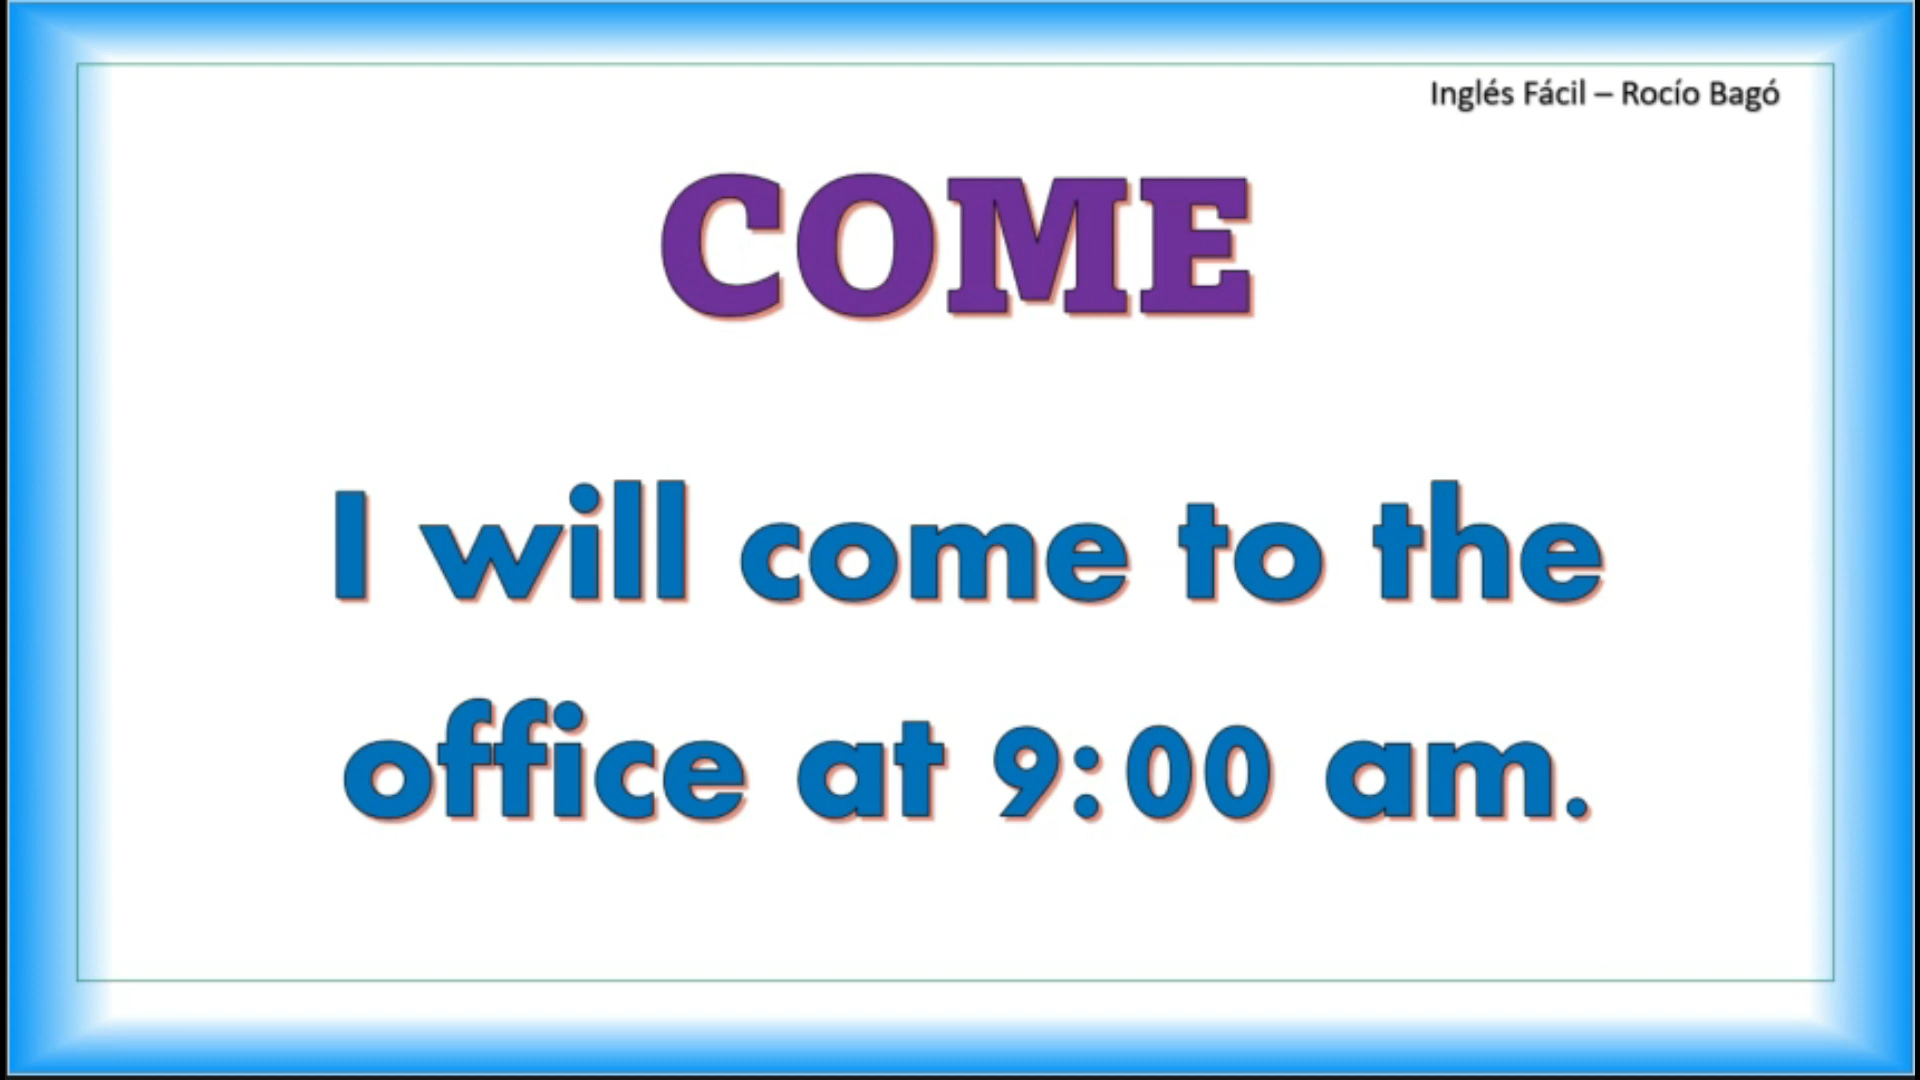 Inglés Fácil – Rocío Bagó
COME
I will come to the
office at 9:00 am.